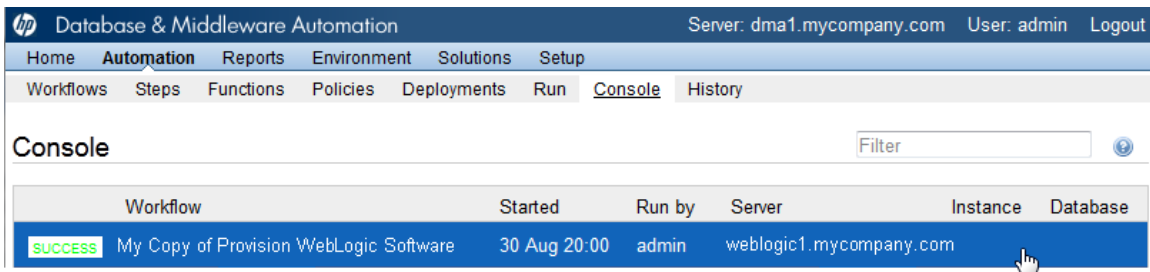 hp Database & Middleware Automation Server: dma1.mycompany.com User: admin Logout
Home Automation Reports Environment Solutions Setup
Workflows Steps Functions Policies Deployments Run Console History
Console Filter ?
Workflow Started Run by Server Instance Database
SUCCESS My Copy of Provision WebLogic Software 30 Aug 20:00 admin weblogic1.mycompany.com